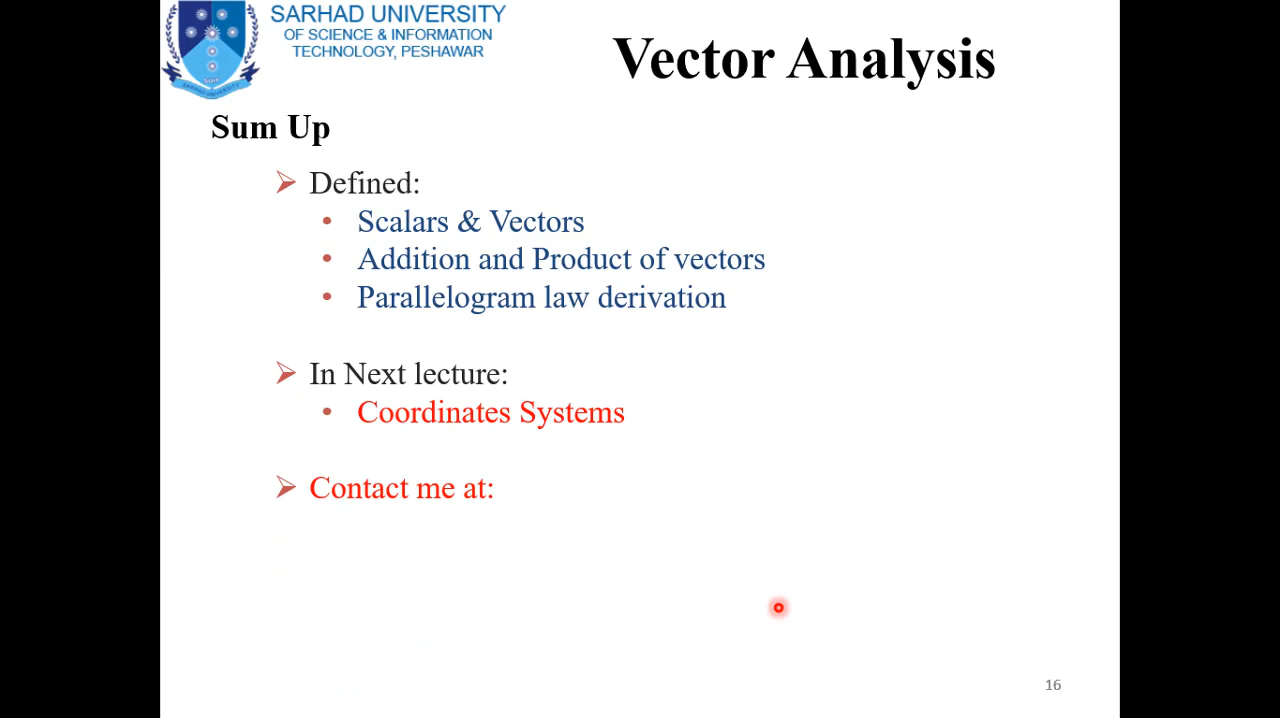 SARHAD UNIVERSITY
OF SCIENCE & INFORMATION
TECHNOLOGY, PESHAWAR
Vector Analysis
Sum Up
Defined:
Scalars & Vectors
Addition and Product of vectors
Parallelogram law derivation
In Next lecture:
Coordinates Systems
Contact me at:
16